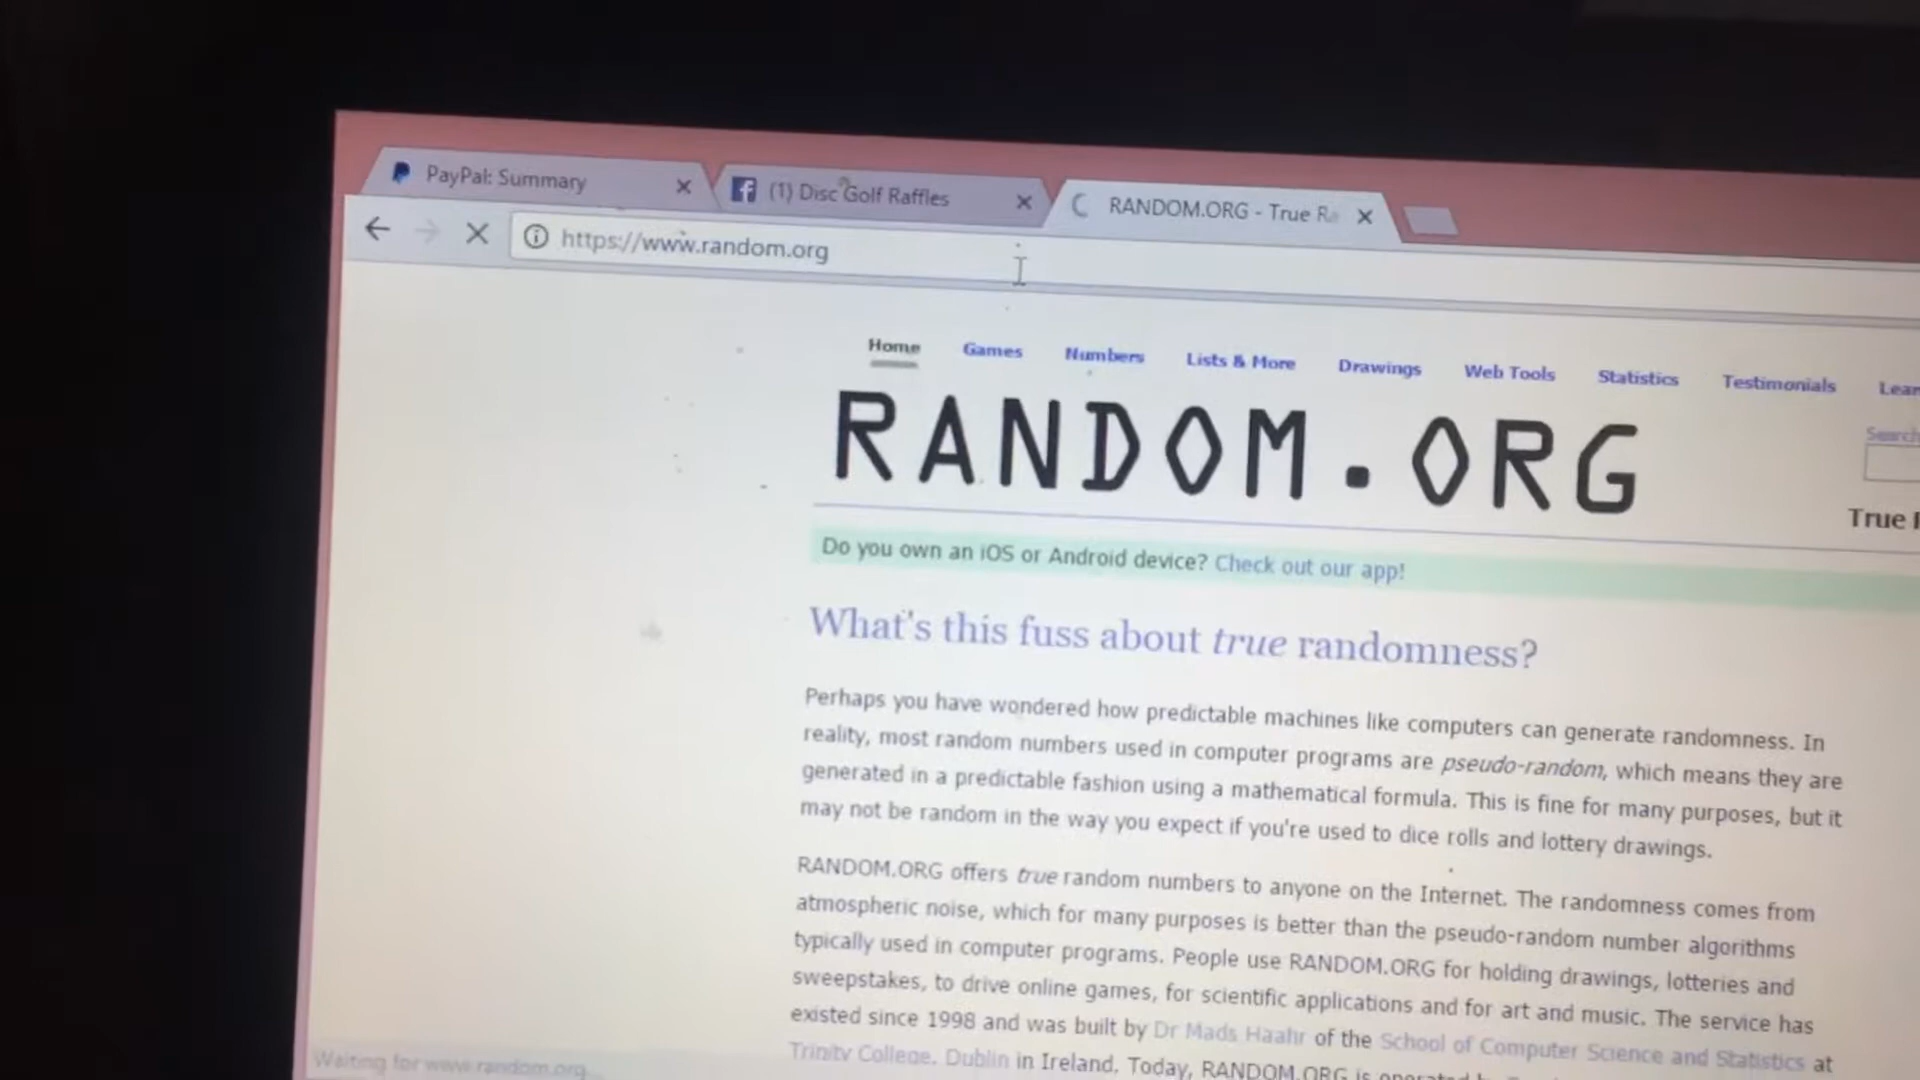 PayPal: Summary
(1) Disc Golf Raffles
RANDOM.ORG - True Ra
https://www.random.org
Home Games Numbers Lists & More Drawings Web Tools Statistics Testimonials Lear
RANDOM.ORG
Search
True
Do you own an iOS or Android device? Check out our app!
What's this fuss about true randomness?
Perhaps you have wondered how predictable machines like computers can generate randomness. In
reality, most random numbers used in computer programs are pseudo-random, which means they are
generated in a predictable fashion using a mathematical formula. This is fine for many purposes, but it
may not be random in the way you expect if you're used to dice rolls and lottery drawings.
RANDOM.ORG offers true random numbers to anyone on the Internet. The randomness comes from
atmospheric noise, which for many purposes is better than the pseudo-random number algorithms
typically used in computer programs. People use RANDOM.ORG for holding drawings, lotteries and
sweepstakes, to drive online games, for scientific applications and for art and music. The service has
existed since 1998 and was built by Dr Mads Haahr of the School of Computer Science and Statistics at
Trinity College, Dublin in Ireland. Today, RANDOM.ORG is operated
Waiting for www.random.org...